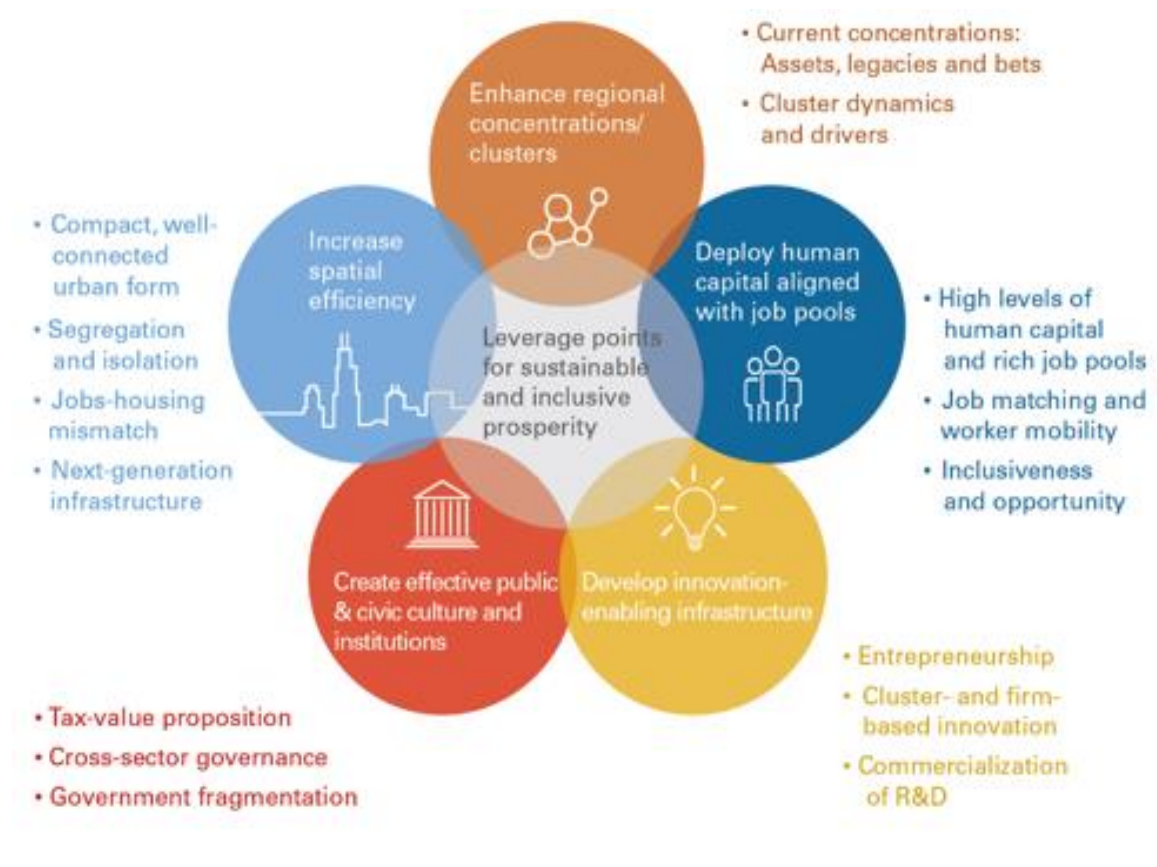 Enhance regional
concentrations/
clusters
• Current concentrations:
Assets, legacies and bets
• Cluster dynamics
and drivers
Increase
spatial
efficiency
• Compact, well-
connected
urban form
• Segregation
and isolation
• Jobs-housing
mismatch
• Next-generation
infrastructure
Deploy human
capital aligned
with job pools
• High levels of
human capital
and rich job pools
• Job matching and
worker mobility
• Inclusiveness
and opportunity
Leverage points
for sustainable
and inclusive
prosperity
Create effective public
& civic culture and
institutions
• Tax-value proposition
• Cross-sector governance
• Government fragmentation
Develop innovation-
enabling infrastructure
• Entrepreneurship
• Cluster- and firm-
based innovation
• Commercialization
of R&D